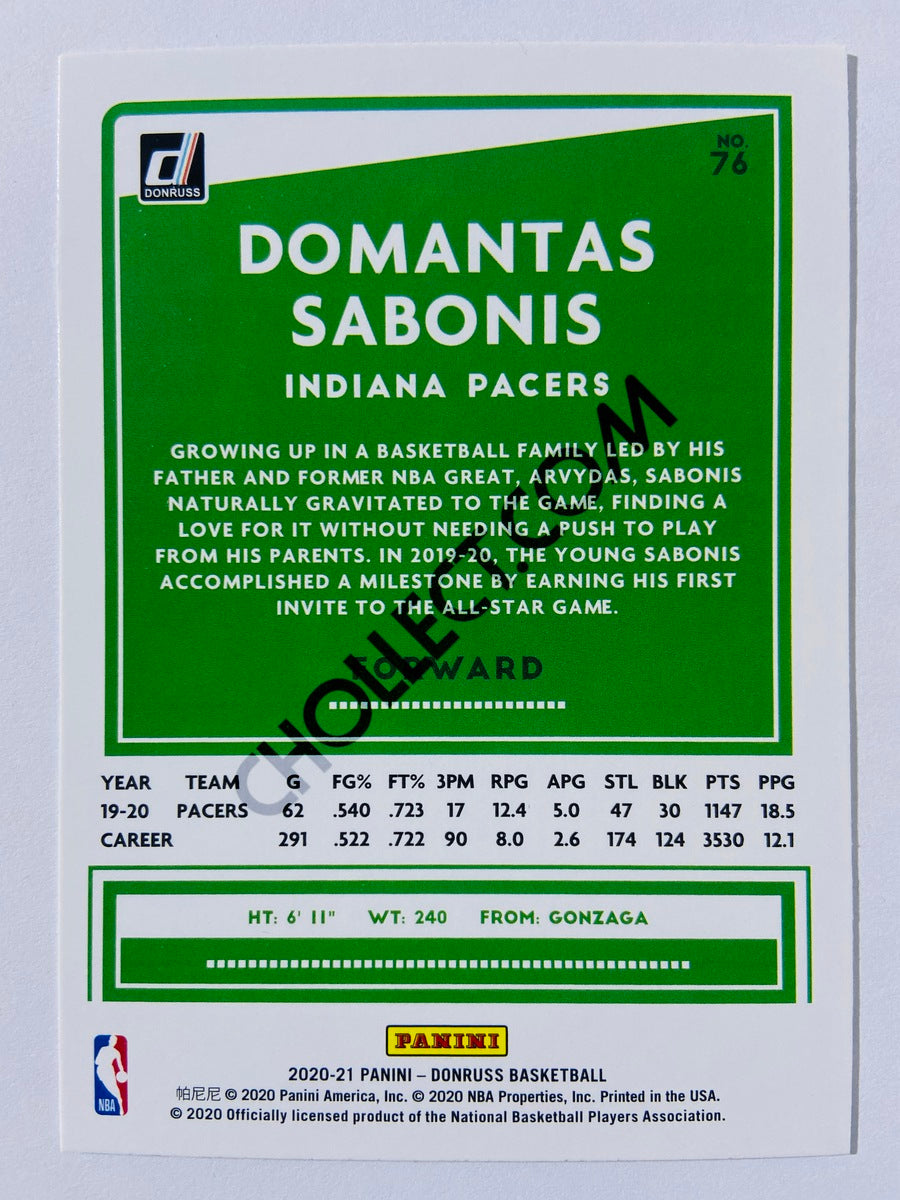 DONRUSS
NO.
76
DOMANTAS
SABONIS
INDIANA PACERS
GROWING UP IN A BASKETBALL FAMILY LED BY HIS
FATHER AND FORMER NBA GREAT, ARVYDAS, SABONIS
NATURALLY GRAVITATED TO THE GAME, FINDING A
LOVE FOR IT WITHOUT NEEDING A PUSH TO PLAY
FROM HIS PARENTS. IN 2019-20, THE YOUNG SABONIS
ACCOMPLISHED A MILESTONE BY EARNING HIS FIRST
INVITE TO THE ALL-STAR GAME.
FORWARD
CHOLLECT.COM
YEAR TEAM G FG% FT% 3PM RPG APG STL BLK PTS PPG
19-20 PACERS 62 .540 .723 17 12.4 5.0 47 30 1147 18.5
CAREER 291 .522 .722 90 8.0 2.6 174 124 3530 12.1
HT: 6' 11" WT: 240 FROM: GONZAGA
PANINI
NBA
2020-21 PANINI – DONRUSS BASKETBALL
帕尼尼 © 2020 Panini America, Inc. © 2020 NBA Properties, Inc. Printed in the USA.
© 2020 Officially licensed product of the National Basketball Players Association.